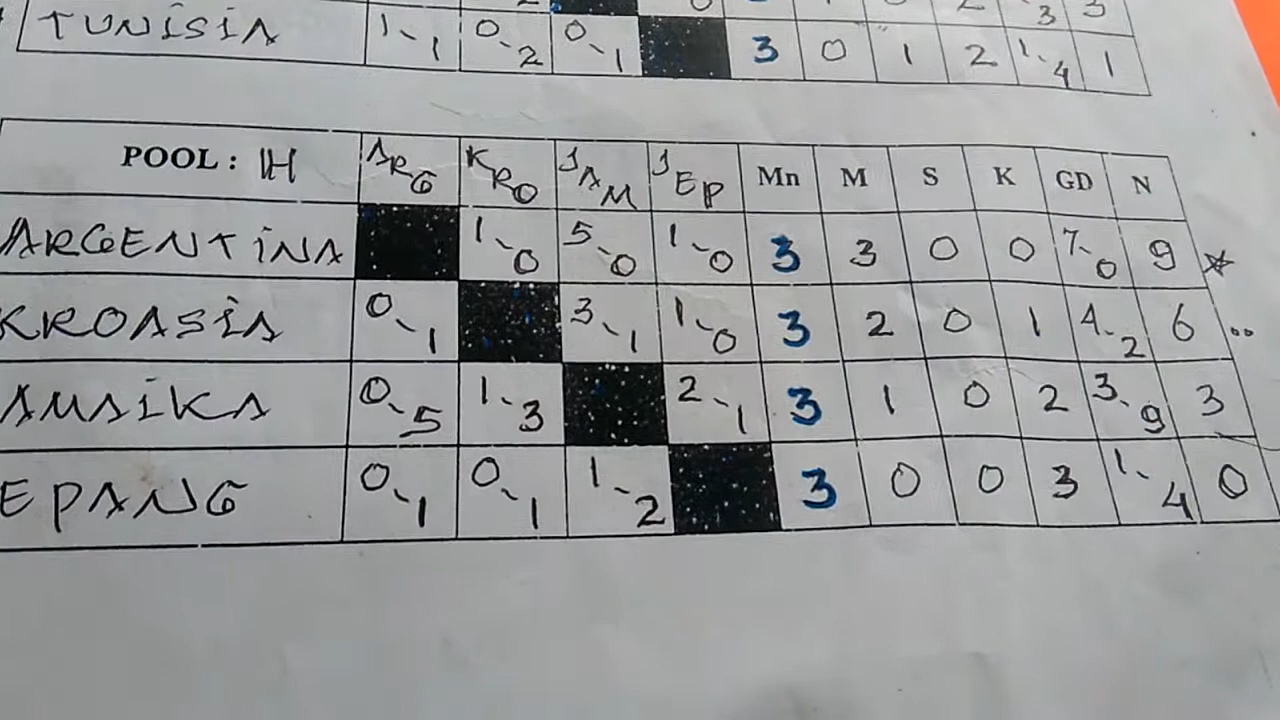 TUNISIA 1-1 0-2 0-1 3 0 1 2 1-4 1
POOL : H ARG KRO JAM JEP Mn M S K GD N
ARGENTINA 1-0 5-0 1-0 3 3 0 0 7-0 9
KROASIA 0-1 3-1 1-0 3 2 0 1 4-2 6
AMAIKA 0-5 1-3 2-1 3 1 0 2 3-9 3
EPANG 0-1 0-1 1-2 3 0 0 3 1-4 0